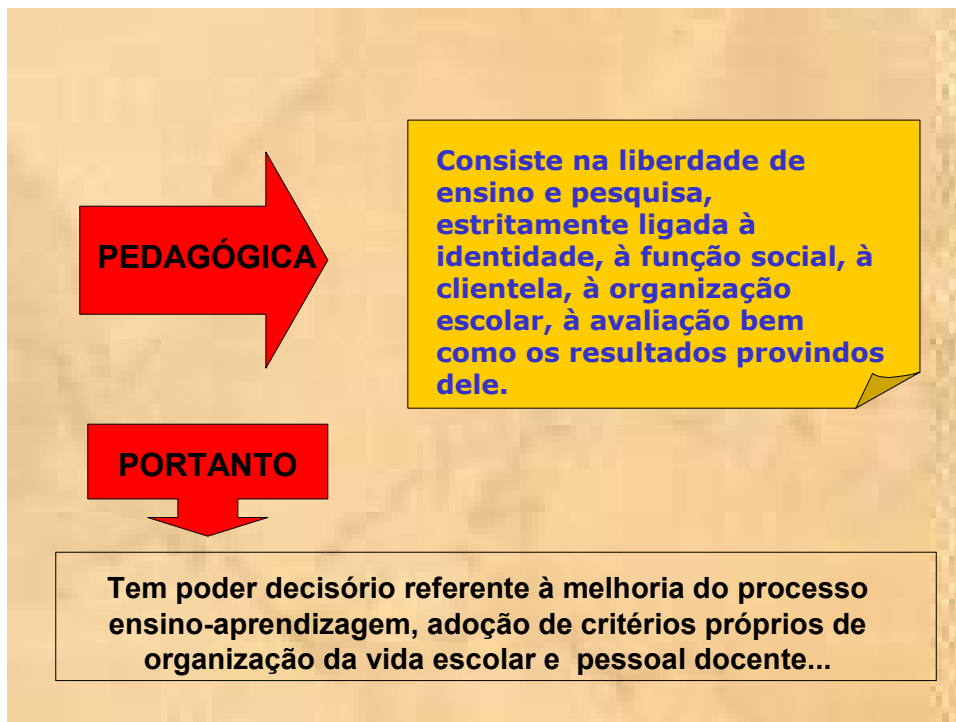 PEDAGÓGICA
Consiste na liberdade de
ensino e pesquisa,
estritamente ligada à
identidade, à função social, à
clientela, à organização
escolar, à avaliação bem
como os resultados provindos
dele.
PORTANTO
Tem poder decisório referente à melhoria do processo
ensino-aprendizagem, adoção de critérios próprios de
organização da vida escolar e pessoal docente...